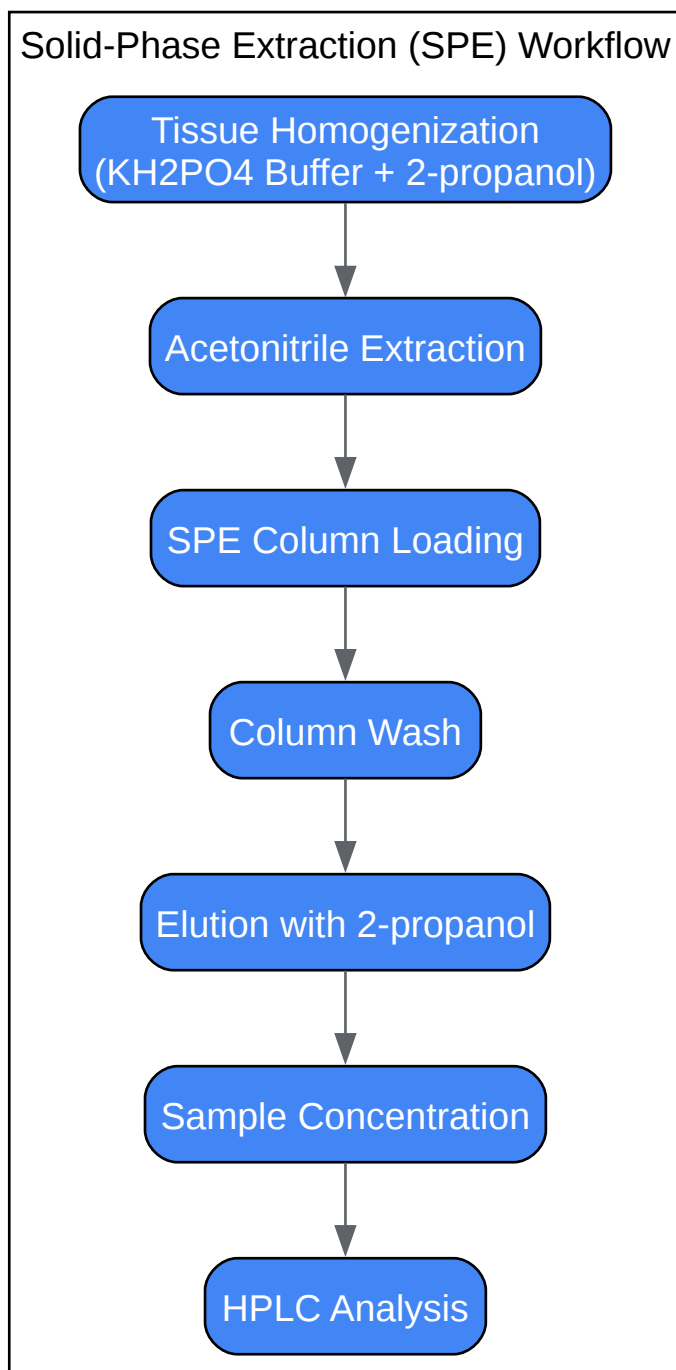 Solid-Phase Extraction (SPE) Workflow
Tissue Homogenization
(KH2PO4 Buffer + 2-propanol)
Acetonitrile Extraction
SPE Column Loading
Column Wash
Elution with 2-propanol
Sample Concentration
HPLC Analysis